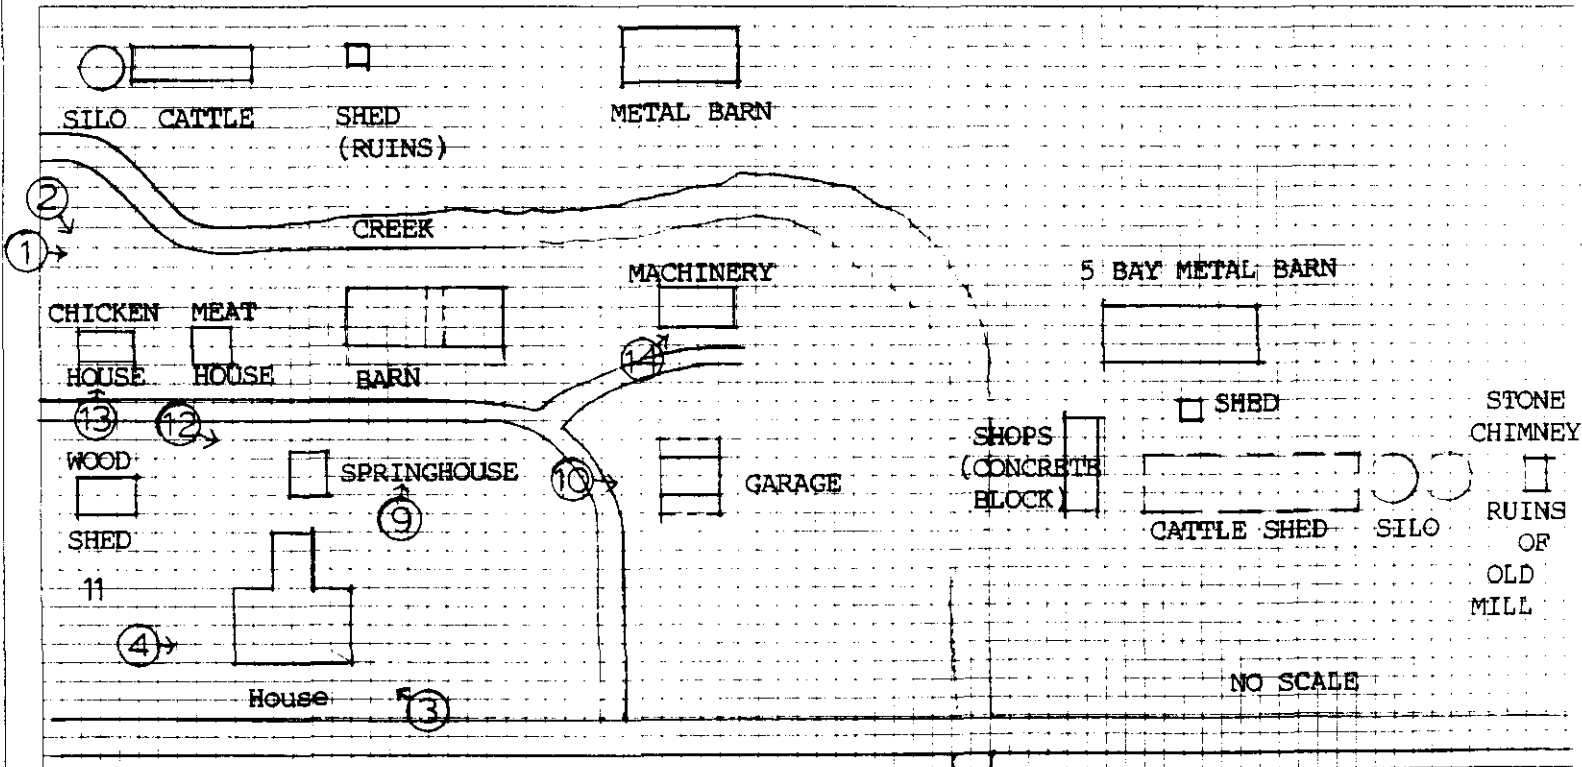 SILO CATTLE
SHED
(RUINS)
METAL BARN
2
1
CREEK
MACHINERY
5 BAY METAL BARN
CHICKEN
HOUSE
MEAT
HOUSE
BARN
14
13
12
SHED
STONE
CHIMNEY
WOOD
SHED
SPRINGHOUSE
10
GARAGE
SHOPS
(CONCRETE
BLOCK)
9
CATTLE SHED
SILO
RUINS
OF
OLD
MILL
11
4
House
3
NO SCALE